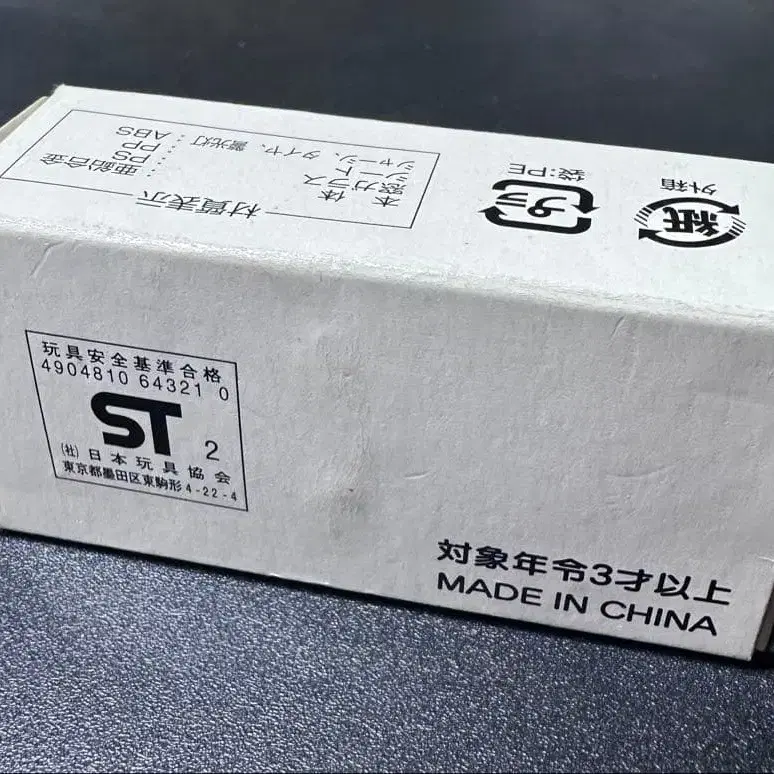 材質表示
本体 : 亜鉛合金
窓ガラス : PS
シート : PP
シャーシ、タイヤ、蓄光灯 : ABS
プラ
袋:PE
紙
外箱
玩具安全基準合格
4904810 64321 0
ST 2
(社)日本玩具協会
東京都墨田区東駒形4-22-4
対象年令3才以上
MADE IN CHINA